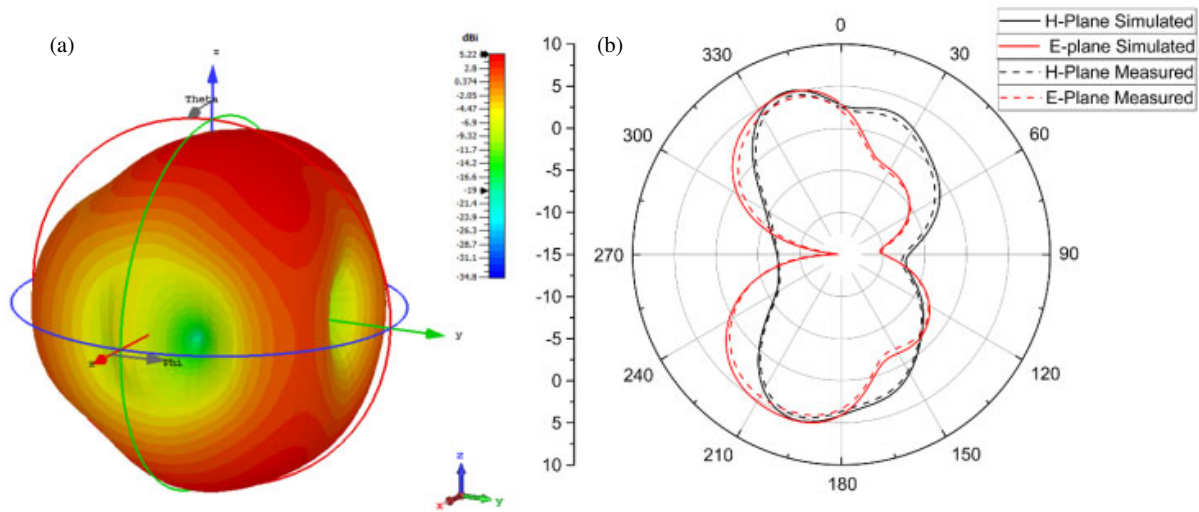 (a)
z
Theta
x
Phi
y
z
x
y
dBi
5.22
2.8
0.374
-2.05
-4.47
-6.9
-9.32
-11.7
-14.2
-16.6
-19
-21.4
-23.9
-26.3
-28.7
-31.1
-34.8
10
5
0
-5
-10
-15
-10
-5
0
5
10
(b)
0
30
60
90
120
150
180
210
240
270
300
330
H-Plane Simulated
E-plane Simulated
H-Plane Measured
E-Plane Measured